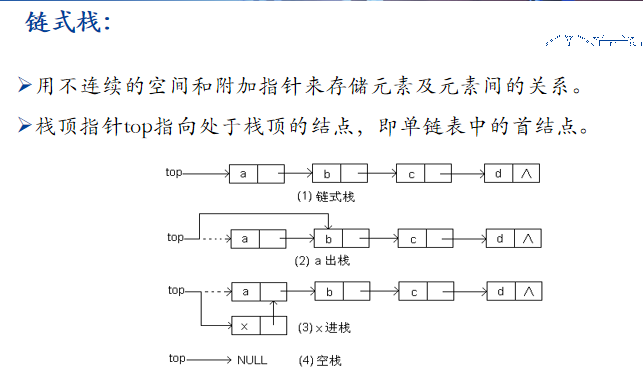 链式栈:
用不连续的空间和附加指针来存储元素及元素间的关系。
栈顶指针top指向处于栈顶的结点，即单链表中的首结点。
top a b c d ∧
(1) 链式栈
top a b c d ∧
(2) a 出栈
top a b c d ∧
x (3) x 进栈
top NULL (4) 空栈